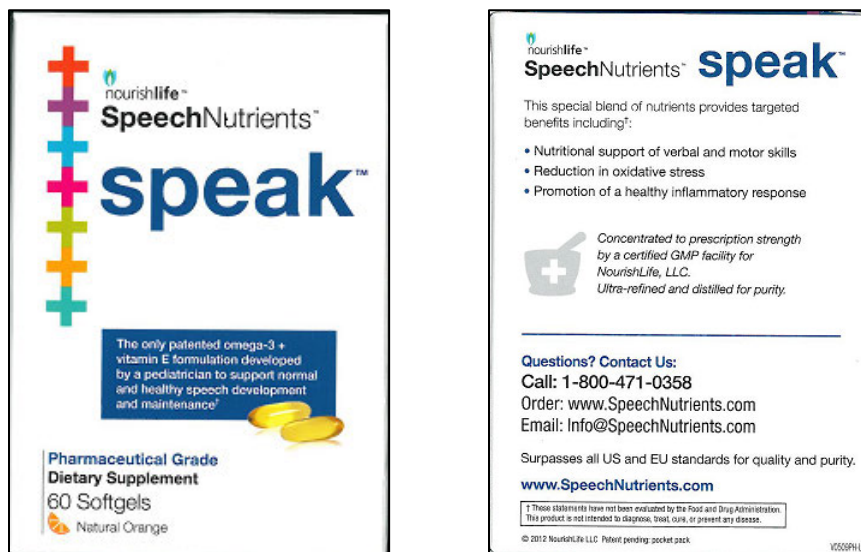 nourishlife™
SpeechNutrients™
speak™
The only patented omega-3 +
vitamin E formulation developed
by a pediatrician to support normal
and healthy speech development
and maintenance†
Pharmaceutical Grade
Dietary Supplement
60 Softgels
Natural Orange
nourishlife™
SpeechNutrients™ speak™
This special blend of nutrients provides targeted
benefits including†:
• Nutritional support of verbal and motor skills
• Reduction in oxidative stress
• Promotion of a healthy inflammatory response
Concentrated to prescription strength
by a certified GMP facility for
NourishLife, LLC.
Ultra-refined and distilled for purity.
Questions? Contact Us:
Call: 1-800-471-0358
Order: www.SpeechNutrients.com
Email: Info@SpeechNutrients.com
Surpasses all US and EU standards for quality and purity.
www.SpeechNutrients.com
† These statements have not been evaluated by the Food and Drug Administration.
This product is not intended to diagnose, treat, cure, or prevent any disease.
© 2012 NourishLife LLC Patent pending: pocket pack